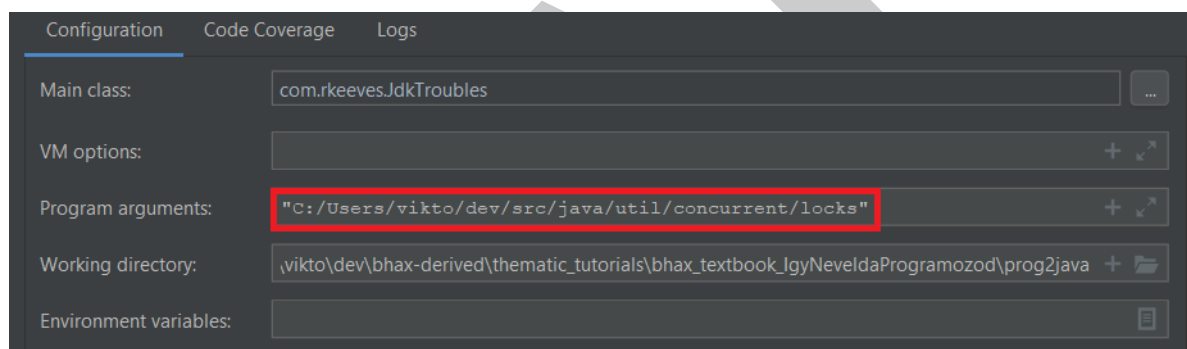 Configuration Code Coverage Logs
Main class: com.rkeeves.JdkTroubles ...
VM options:
Program arguments: "C:/Users/vikto/dev/src/java/util/concurrent/locks"
Working directory: \vikto\dev\bhax-derived\thematic_tutorials\bhax_textbook_IgyNeveldaProgramozod\prog2java
Environment variables: